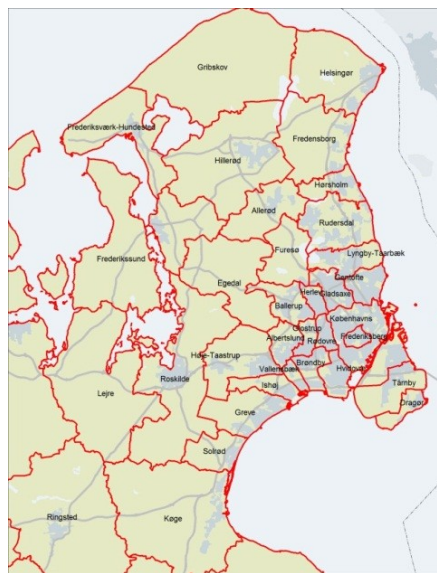 Gribskov
Helsingør
Frederiksværk-Hundested
Fredensborg
Hillerød
Hørsholm
Allerød
Rudersdal
Furesø
Lyngby-Taarbæk
Frederikssund
Gentofte
Egedal
Herlev
Gladsaxe
Ballerup
Københavns
Glostrup
Frederiksberg
Albertslund
Rødovre
Høje-Taastrup
Brøndby
Hvidovre
Vallensbæk
Roskilde
Ishøj
Tårnby
Lejre
Dragør
Greve
Solrød
Ringsted
Køge